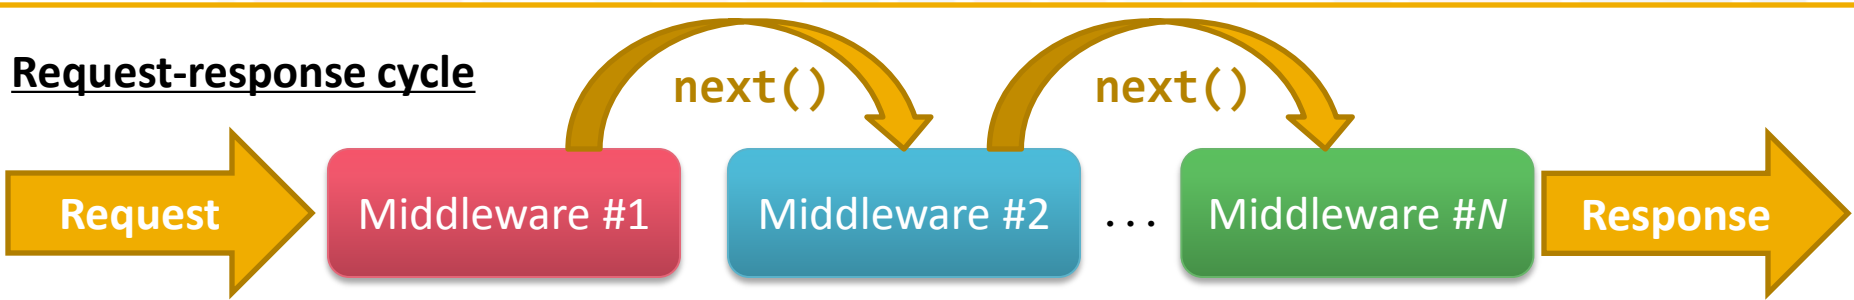 Request-response cycle
next() next()
Request Middleware #1 Middleware #2 ... Middleware #N Response